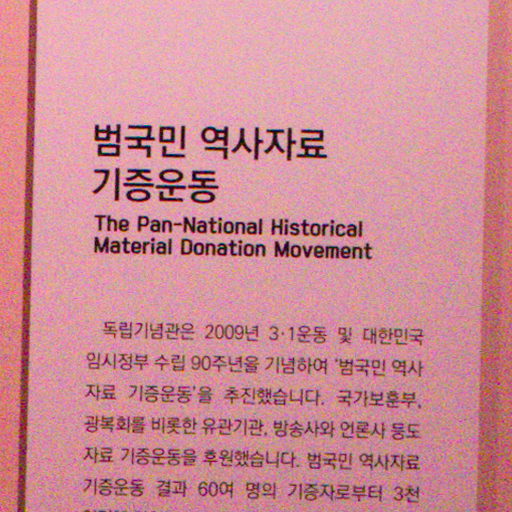 범국민 역사자료
기증운동
The Pan-National Historical
Material Donation Movement
독립기념관은 2009년 3·1운동 및 대한민국
임시정부 수립 90주년을 기념하여 '범국민 역사
자료 기증운동'을 추진했습니다. 국가보훈부,
광복회를 비롯한 유관기관, 방송사와 언론사 등도
자료 기증운동을 후원했습니다. 범국민 역사자료
기증운동 결과 60여 명의 기증자로부터 3천